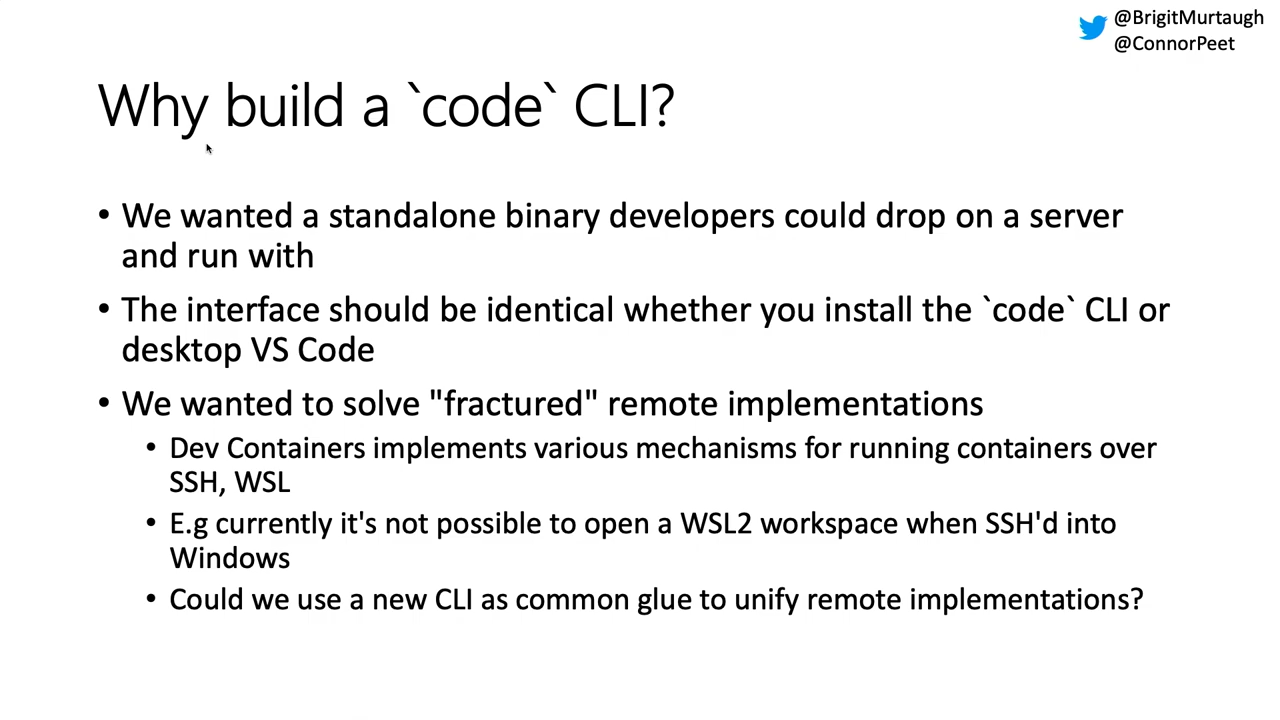 @BrigitMurtaugh
@ConnorPeet
Why build a `code` CLI?
• We wanted a standalone binary developers could drop on a server
and run with
• The interface should be identical whether you install the `code` CLI or
desktop VS Code
• We wanted to solve "fractured" remote implementations
• Dev Containers implements various mechanisms for running containers over
SSH, WSL
• E.g currently it's not possible to open a WSL2 workspace when SSH'd into
Windows
• Could we use a new CLI as common glue to unify remote implementations?